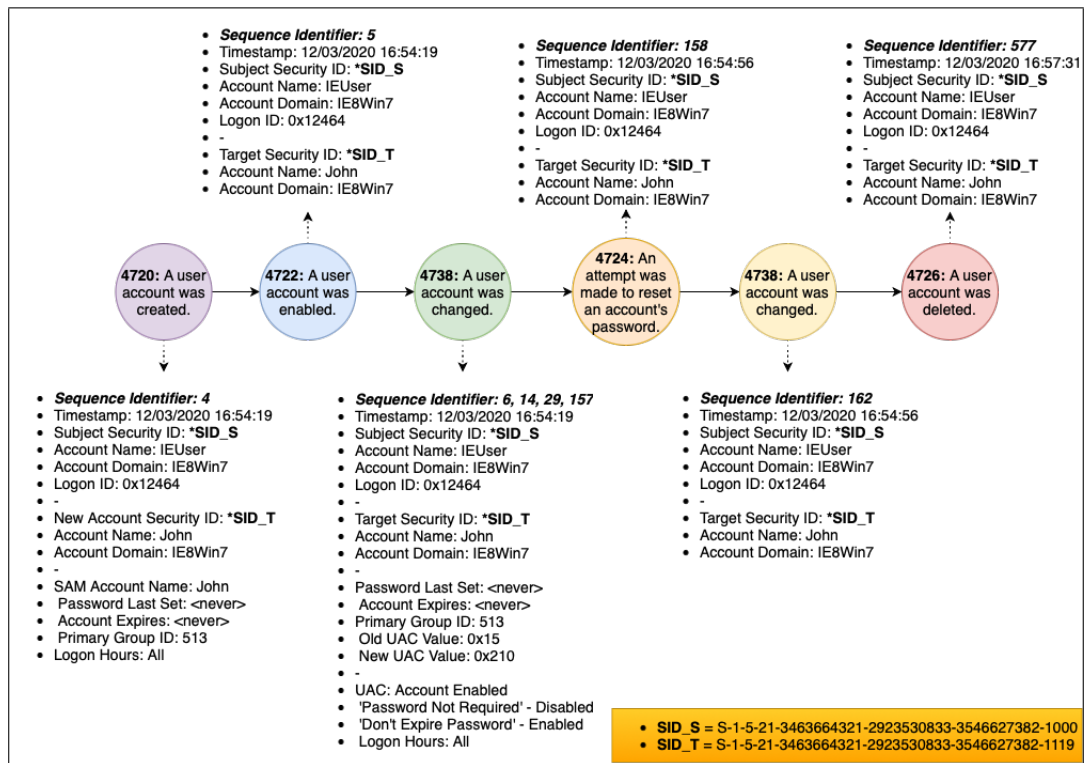 • Sequence Identifier: 5
• Timestamp: 12/03/2020 16:54:19
• Subject Security ID: *SID_S
• Account Name: IEUser
• Account Domain: IE8Win7
• Logon ID: 0x12464
• -
• Target Security ID: *SID_T
• Account Name: John
• Account Domain: IE8Win7
• Sequence Identifier: 158
• Timestamp: 12/03/2020 16:54:56
• Subject Security ID: *SID_S
• Account Name: IEUser
• Account Domain: IE8Win7
• Logon ID: 0x12464
• -
• Target Security ID: *SID_T
• Account Name: John
• Account Domain: IE8Win7
• Sequence Identifier: 577
• Timestamp: 12/03/2020 16:57:31
• Subject Security ID: *SID_S
• Account Name: IEUser
• Account Domain: IE8Win7
• Logon ID: 0x12464
• -
• Target Security ID: *SID_T
• Account Name: John
• Account Domain: IE8Win7
4720: A user
account was
created.
4722: A user
account was
enabled.
4738: A user
account was
changed.
4724: An
attempt was
made to reset
an account's
password.
4738: A user
account was
changed.
4726: A user
account was
deleted.
• Sequence Identifier: 4
• Timestamp: 12/03/2020 16:54:19
• Subject Security ID: *SID_S
• Account Name: IEUser
• Account Domain: IE8Win7
• Logon ID: 0x12464
• -
• New Account Security ID: *SID_T
• Account Name: John
• Account Domain: IE8Win7
• -
• SAM Account Name: John
• Password Last Set: <never>
• Account Expires: <never>
• Primary Group ID: 513
• Logon Hours: All
• Sequence Identifier: 6, 14, 29, 157
• Timestamp: 12/03/2020 16:54:19
• Subject Security ID: *SID_S
• Account Name: IEUser
• Account Domain: IE8Win7
• Logon ID: 0x12464
• -
• Target Security ID: *SID_T
• Account Name: John
• Account Domain: IE8Win7
• -
• Password Last Set: <never>
• Account Expires: <never>
• Primary Group ID: 513
• Old UAC Value: 0x15
• New UAC Value: 0x210
• -
• UAC: Account Enabled
• 'Password Not Required' - Disabled
• 'Don't Expire Password' - Enabled
• Logon Hours: All
• Sequence Identifier: 162
• Timestamp: 12/03/2020 16:54:56
• Subject Security ID: *SID_S
• Account Name: IEUser
• Account Domain: IE8Win7
• Logon ID: 0x12464
• -
• Target Security ID: *SID_T
• Account Name: John
• Account Domain: IE8Win7
• SID_S = S-1-5-21-3463664321-2923530833-3546627382-1000
• SID_T = S-1-5-21-3463664321-2923530833-3546627382-1119